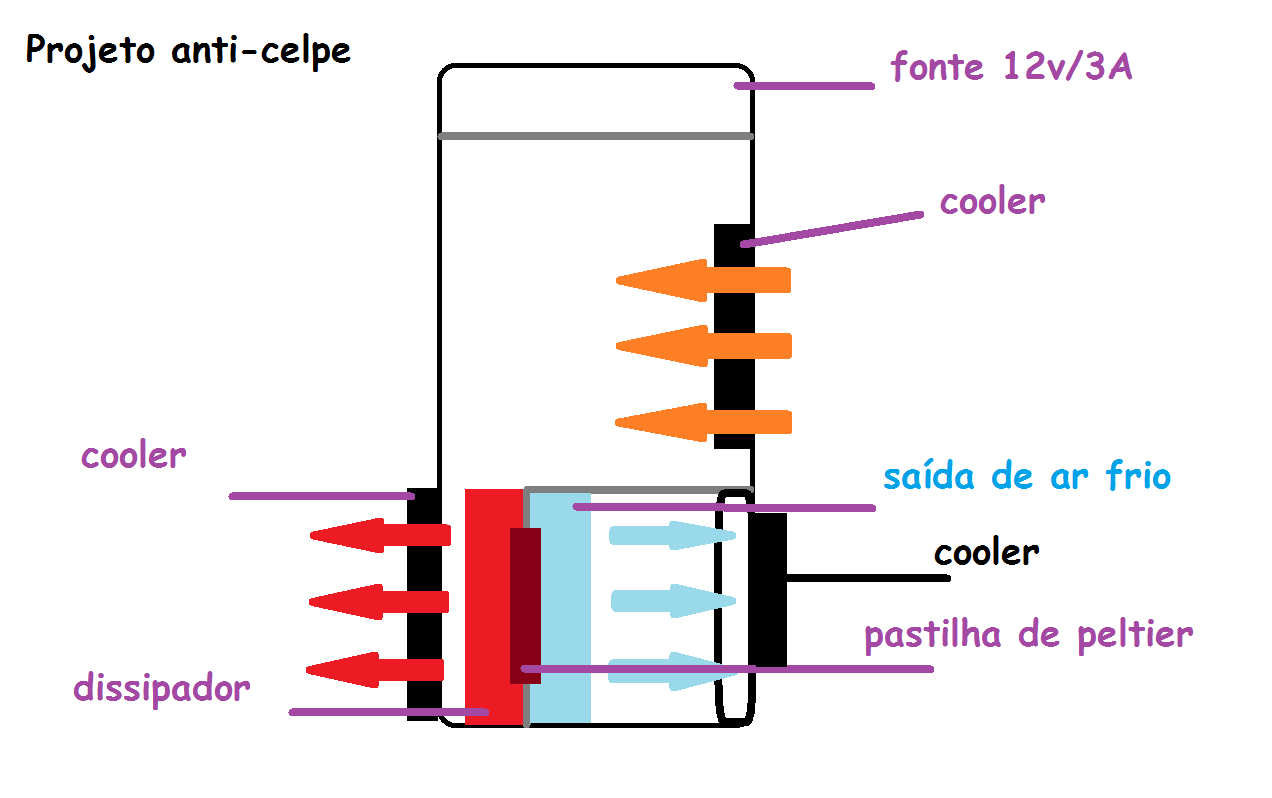 Projeto anti-celpe
fonte 12v/3A
cooler
cooler
saída de ar frio
cooler
pastilha de peltier
dissipador